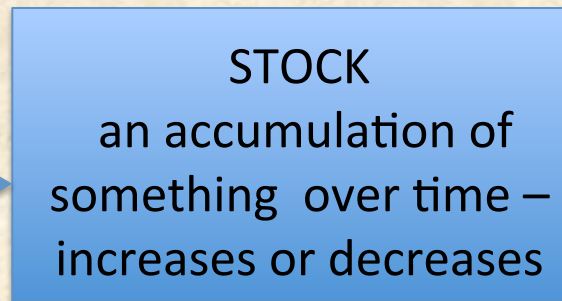 STOCK
an accumulation of
something over time –
increases or decreases